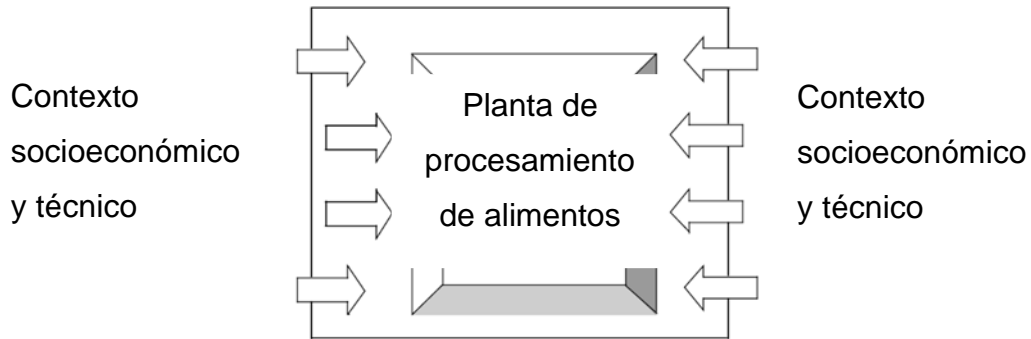 Contexto
socioeconómico
y técnico
Planta de
procesamiento
de alimentos
Contexto
socioeconómico
y técnico